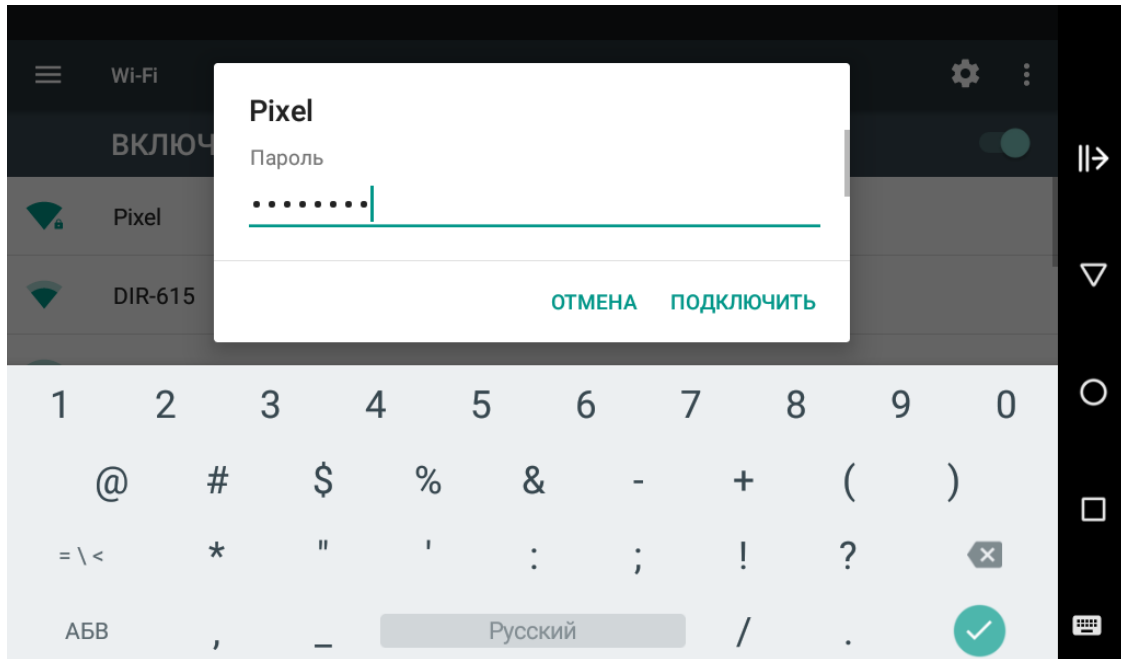 Wi-Fi
ВКЛЮЧ
Pixel
Пароль
••••••••
Pixel
DIR-615
ОТМЕНА ПОДКЛЮЧИТЬ
1 2 3 4 5 6 7 8 9 0
@ # $ % & - + ( )
= \ < * " ' : ; ! ?
АБВ , _ Русский / .